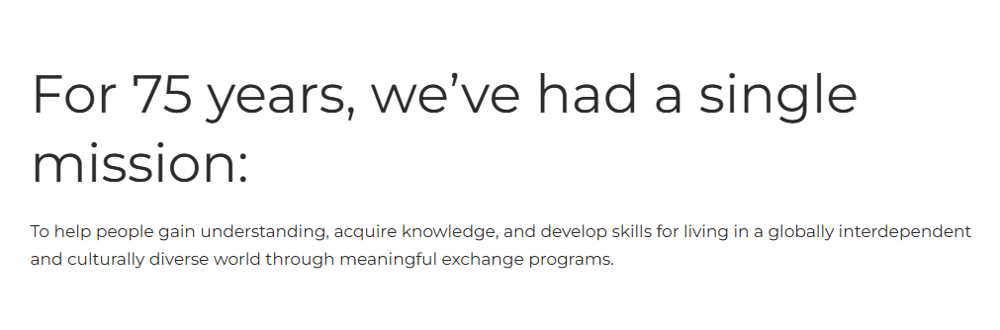 For 75 years, we’ve had a single
mission:
To help people gain understanding, acquire knowledge, and develop skills for living in a globally interdependent
and culturally diverse world through meaningful exchange programs.